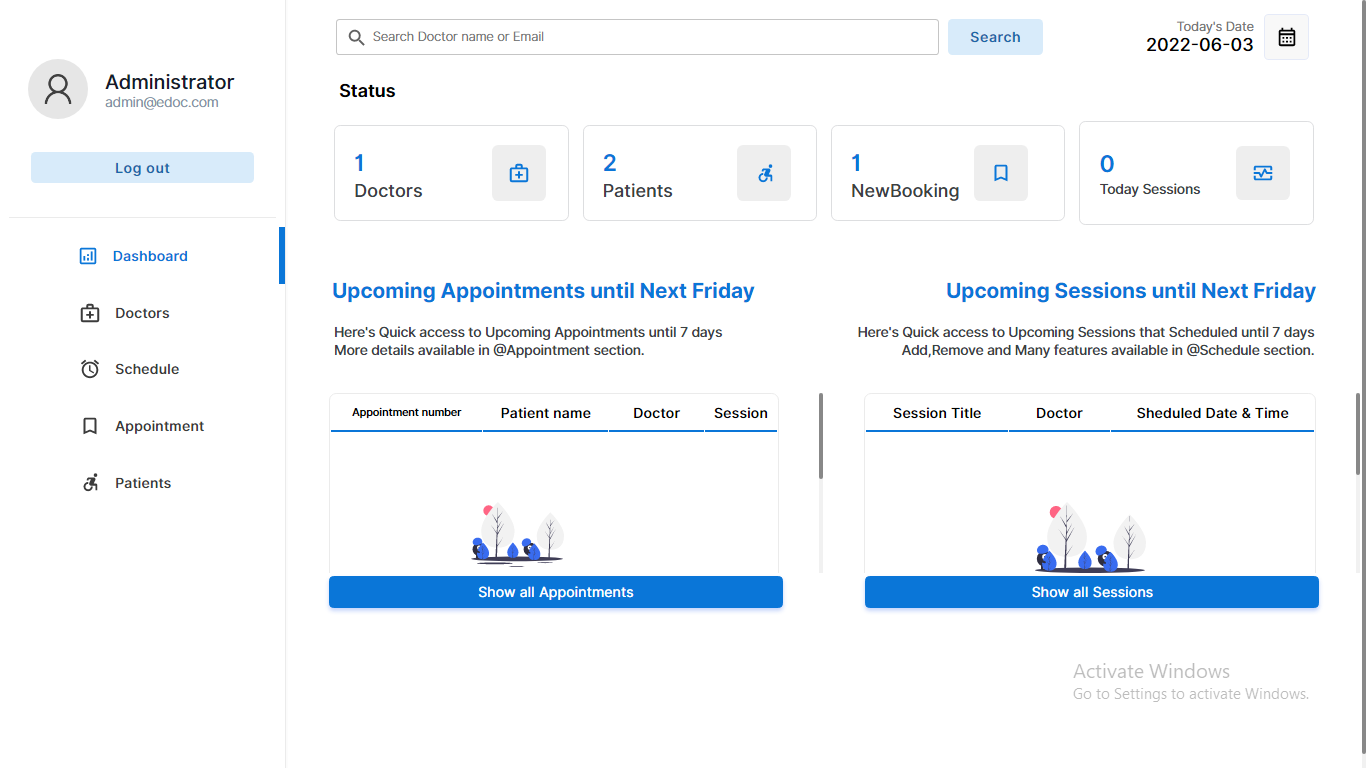 Administrator
admin@edoc.com
Log out
Dashboard
Doctors
Schedule
Appointment
Patients
Search Doctor name or Email
Search
Today's Date
2022-06-03
Status
1
Doctors
2
Patients
1
NewBooking
0
Today Sessions
Upcoming Appointments until Next Friday
Here's Quick access to Upcoming Appointments until 7 days
More details available in @Appointment section.
Appointment number
Patient name
Doctor
Session
Show all Appointments
Upcoming Sessions until Next Friday
Here's Quick access to Upcoming Sessions that Scheduled until 7 days
Add,Remove and Many features available in @Schedule section.
Session Title
Doctor
Sheduled Date & Time
Show all Sessions
Activate Windows
Go to Settings to activate Windows.